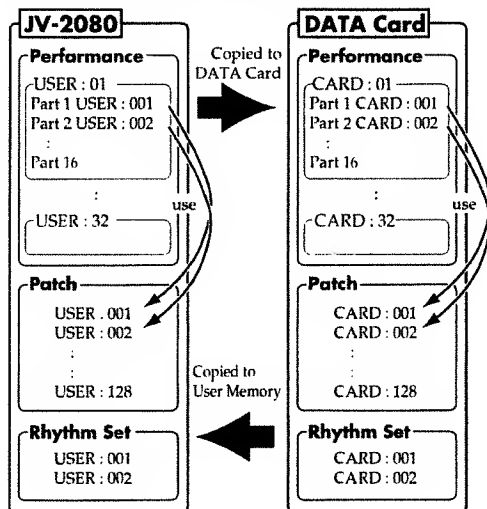 JV-2080
Performance
USER : 01
Part 1 USER : 001
Part 2 USER : 002
:
Part 16
:
USER : 32
use
Patch
USER : 001
USER : 002
:
:
USER : 128
Rhythm Set
USER : 001
USER : 002
Copied to
DATA Card
Copied to
User Memory
DATA Card
Performance
CARD : 01
Part 1 CARD : 001
Part 2 CARD : 002
:
Part 16
:
CARD : 32
use
Patch
CARD : 001
CARD : 002
:
:
CARD : 128
Rhythm Set
CARD : 001
CARD : 002